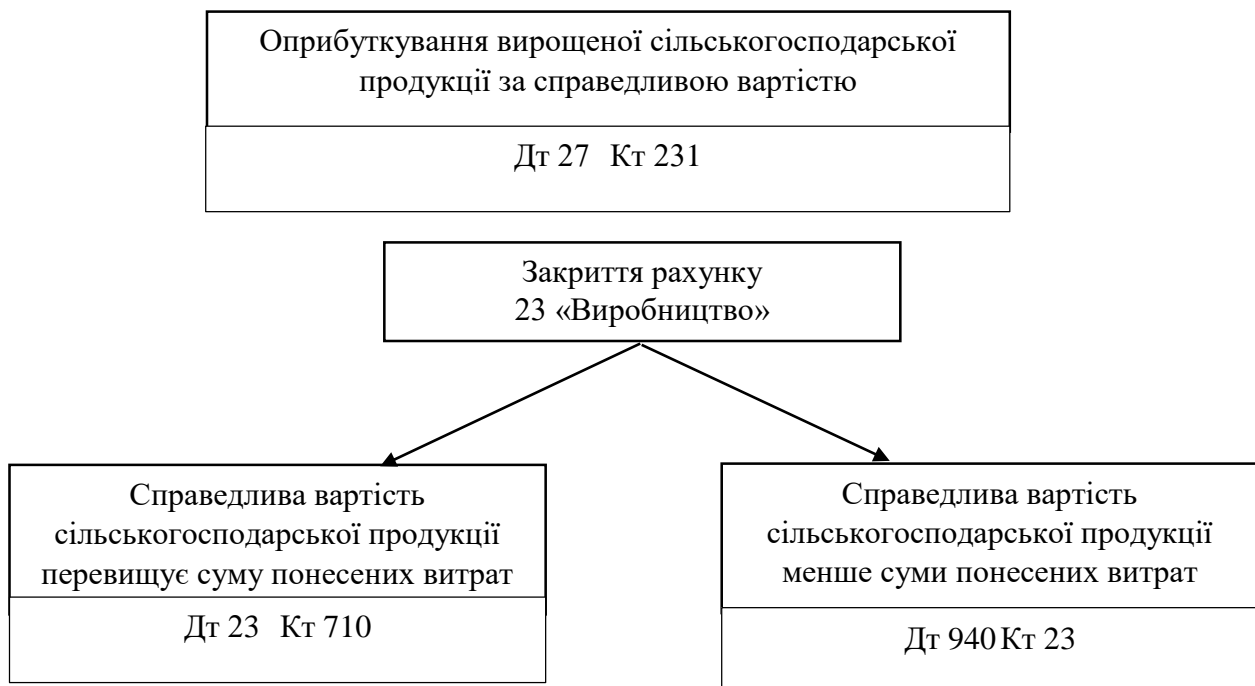 Оприбуткування вирощеної сільськогосподарської
продукції за справедливою вартістю
Дт 27 Кт 231
Закриття рахунку
23 «Виробництво»
Справедлива вартість
сільськогосподарської продукції
перевищує суму понесених витрат
Дт 23 Кт 710
Справедлива вартість
сільськогосподарської продукції
менше суми понесених витрат
Дт 940 Кт 23